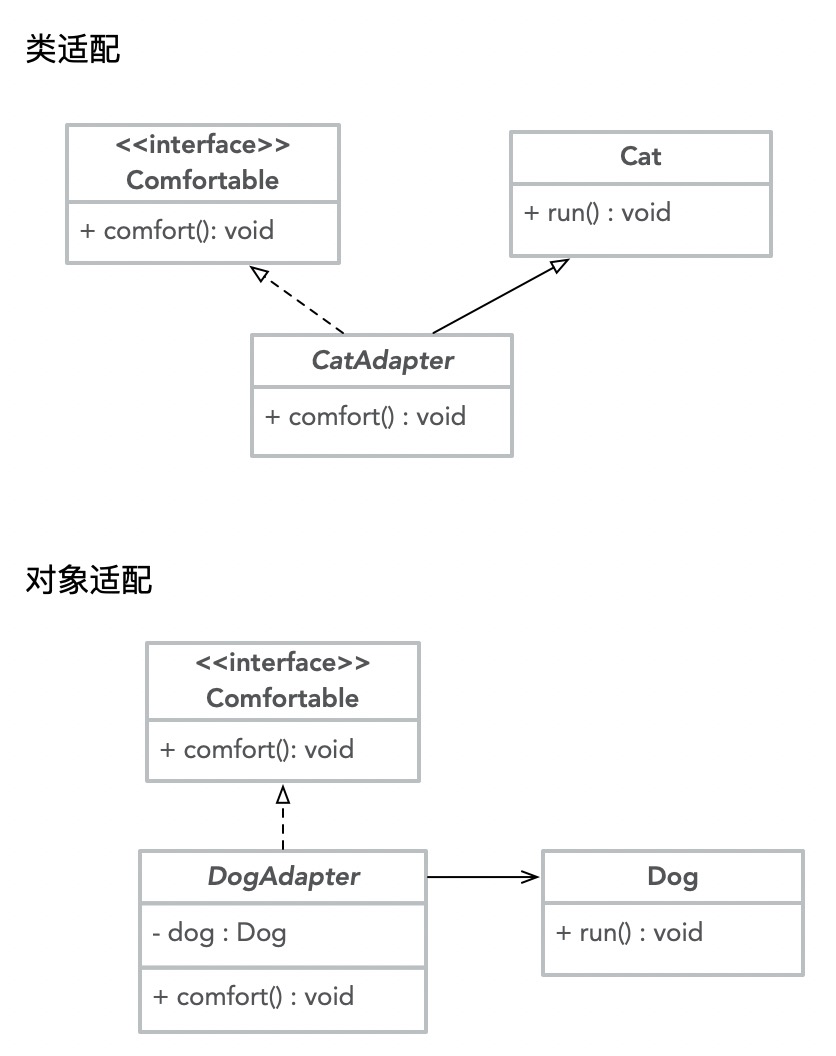 类适配
<<interface>>
Comfortable
+ comfort(): void
Cat
+ run() : void
CatAdapter
+ comfort() : void
对象适配
<<interface>>
Comfortable
+ comfort(): void
DogAdapter
- dog : Dog
+ comfort() : void
Dog
+ run() : void